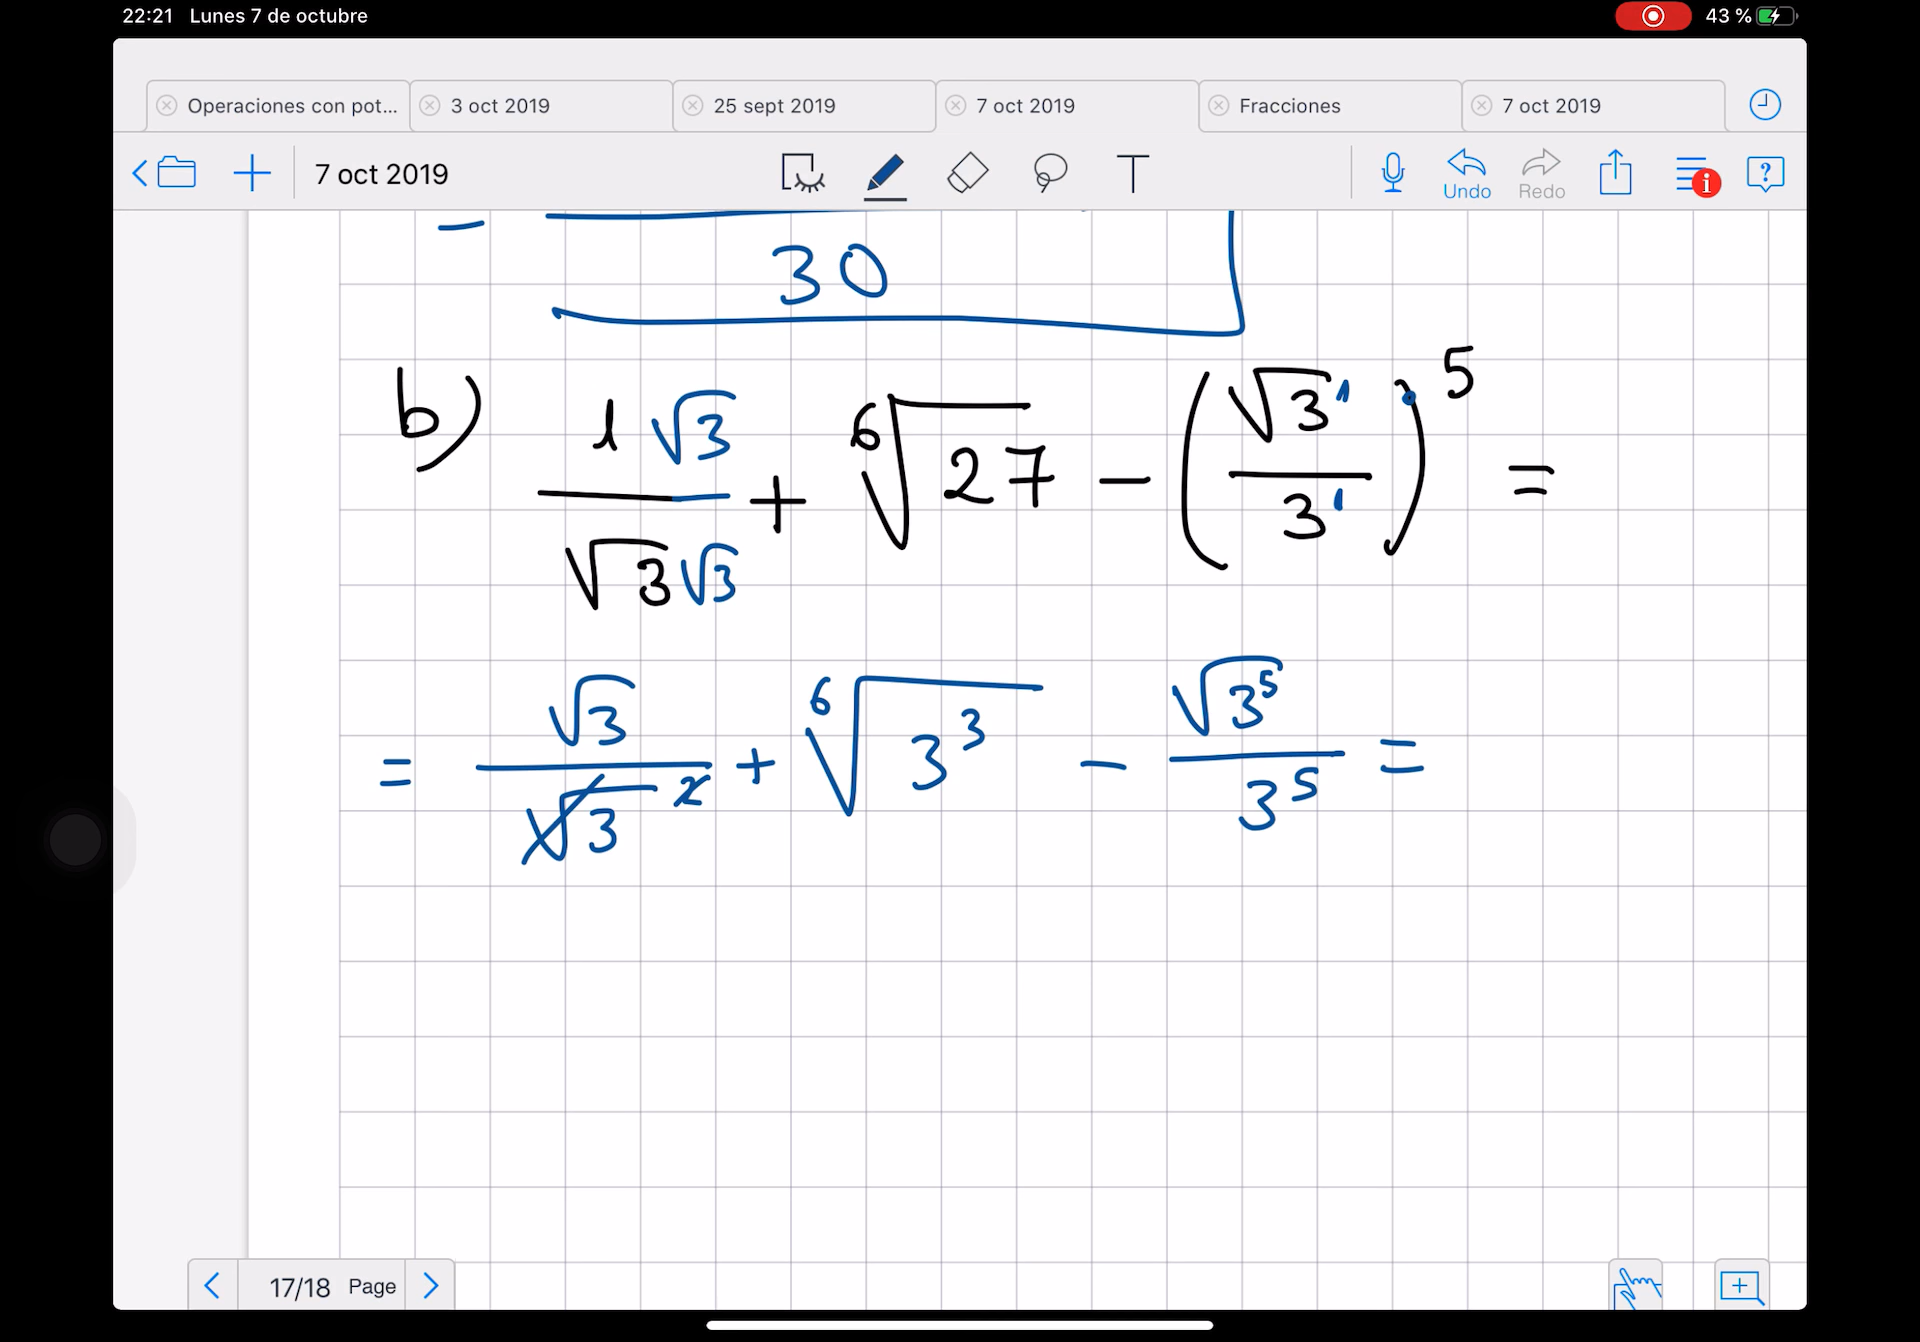 22:21 Lunes 7 de octubre 43 %
Operaciones con pot... 3 oct 2019 25 sept 2019 7 oct 2019 Fracciones 7 oct 2019
7 oct 2019 T Undo Redo i ?
−
30
b) 1√3/√3√3 + ⁶√27 − (√3¹/3¹)⁵ =
= √3/√3² + ⁶√3³ − √3⁵/3⁵ =
17/18 Page